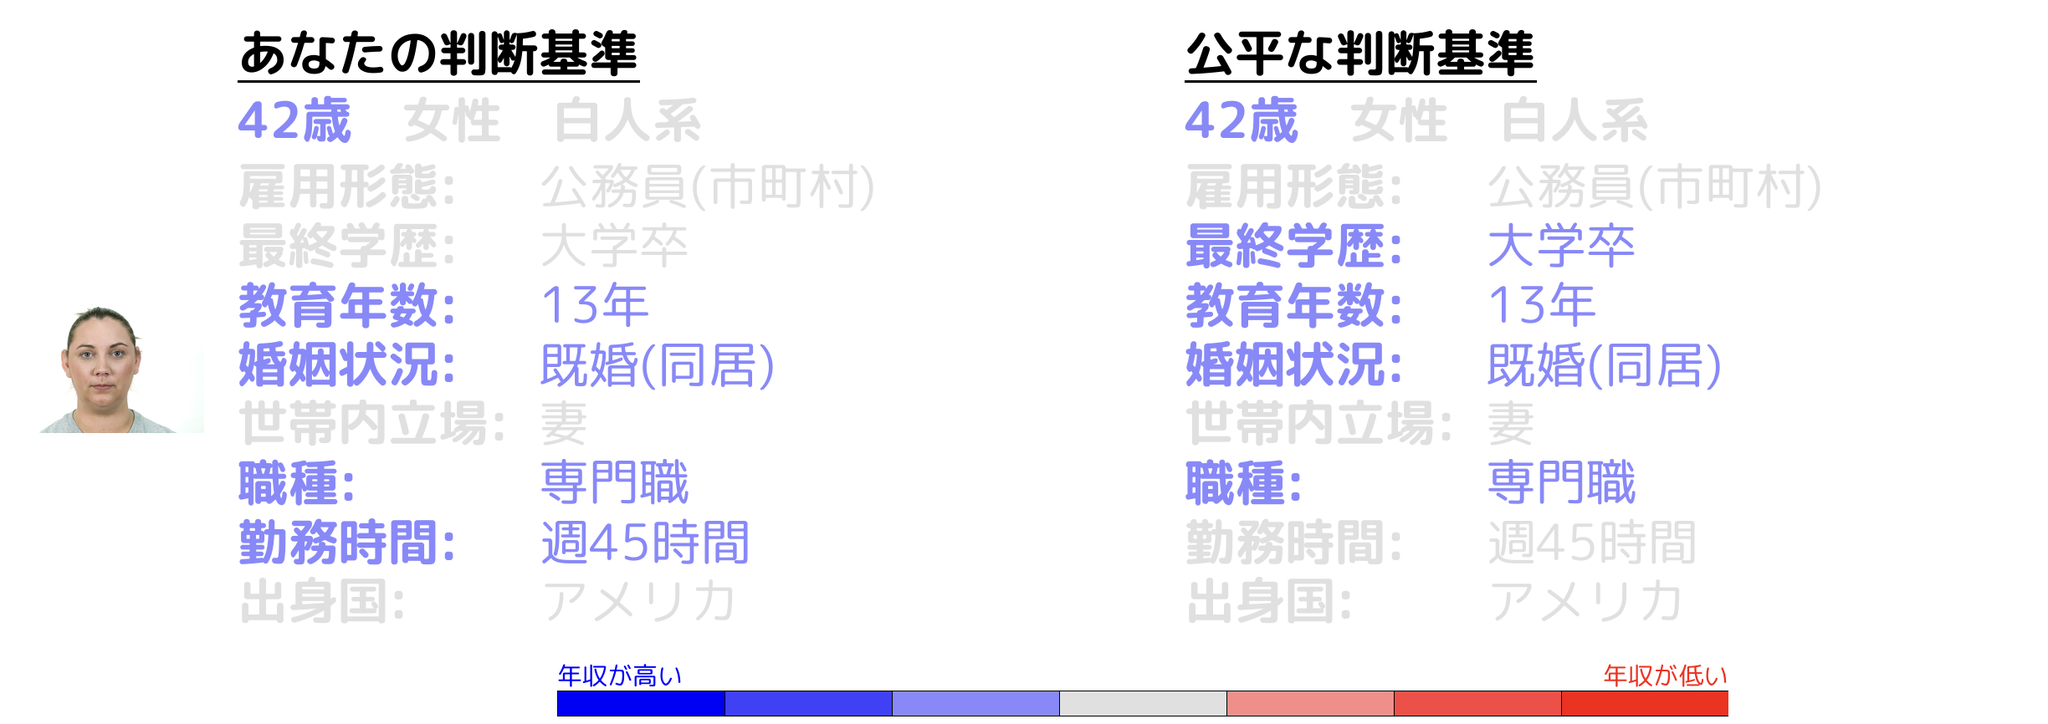 あなたの判断基準
42歳 女性 白人系
雇用形態: 公務員(市町村)
最終学歴: 大学卒
教育年数: 13年
婚姻状況: 既婚(同居)
世帯内立場: 妻
職種: 専門職
勤務時間: 週45時間
出身国: アメリカ
公平な判断基準
42歳 女性 白人系
雇用形態: 公務員(市町村)
最終学歴: 大学卒
教育年数: 13年
婚姻状況: 既婚(同居)
世帯内立場: 妻
職種: 専門職
勤務時間: 週45時間
出身国: アメリカ
年収が高い
年収が低い